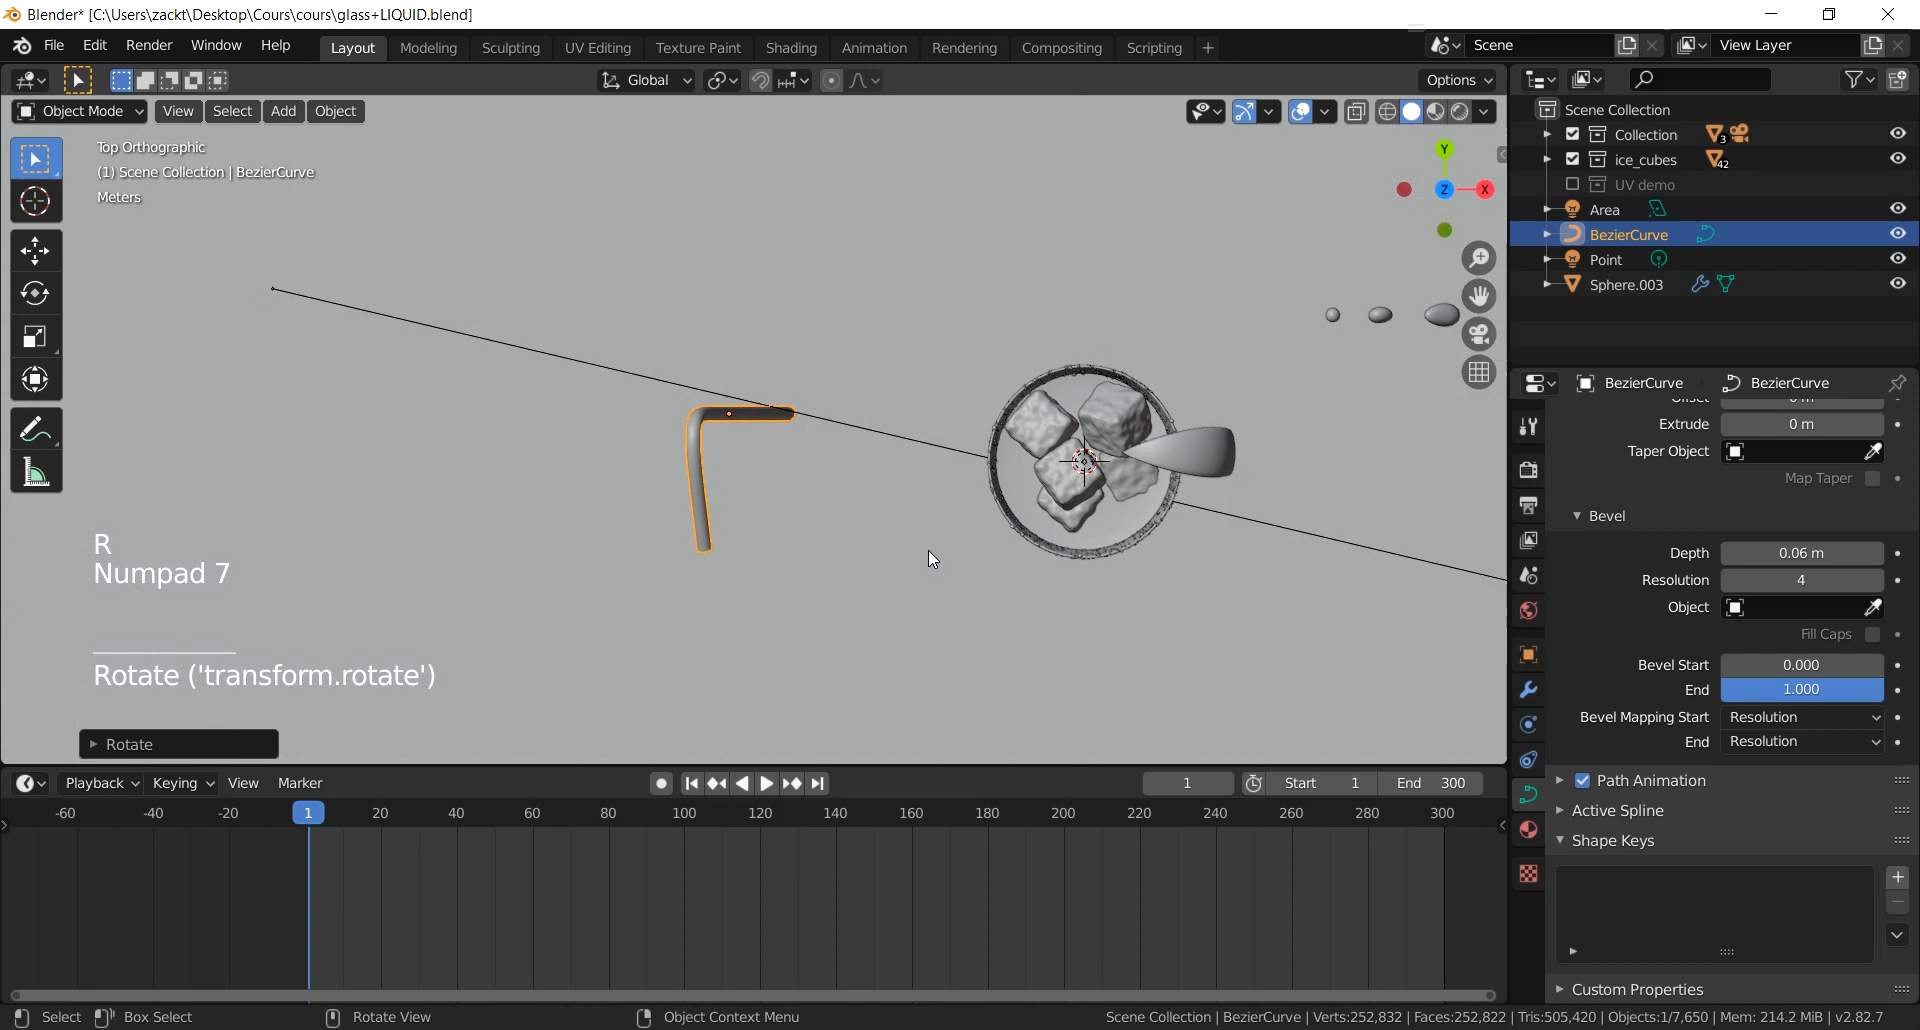 Blender* [C:\Users\zackt\Desktop\Cours\cours\glass+LIQUID.blend]
File Edit Render Window Help Layout Modeling Sculpting UV Editing Texture Paint Shading Animation Rendering Compositing Scripting + Scene View Layer
Global Options
Object Mode View Select Add Object
Top Orthographic
(1) Scene Collection | BezierCurve
Meters
Y
Z X
R
Numpad 7
Rotate ('transform.rotate')
Rotate
Scene Collection
Collection 3
ice_cubes 42
UV demo
Area
BezierCurve
Point
Sphere.003
BezierCurve BezierCurve
Extrude 0 m
Taper Object
Map Taper
Bevel
Depth 0.06 m
Resolution 4
Object
Fill Caps
Bevel Start 0.000
End 1.000
Bevel Mapping Start Resolution
End Resolution
Path Animation
Active Spline
Shape Keys
Custom Properties
Playback Keying View Marker 1 Start 1 End 300
-60 -40 -20 1 20 40 60 80 100 120 140 160 180 200 220 240 260 280 300
Select Box Select Rotate View Object Context Menu Scene Collection | BezierCurve | Verts:252,832 | Faces:252,822 | Tris:505,420 | Objects:1/7,650 | Mem: 214.2 MiB | v2.82.7